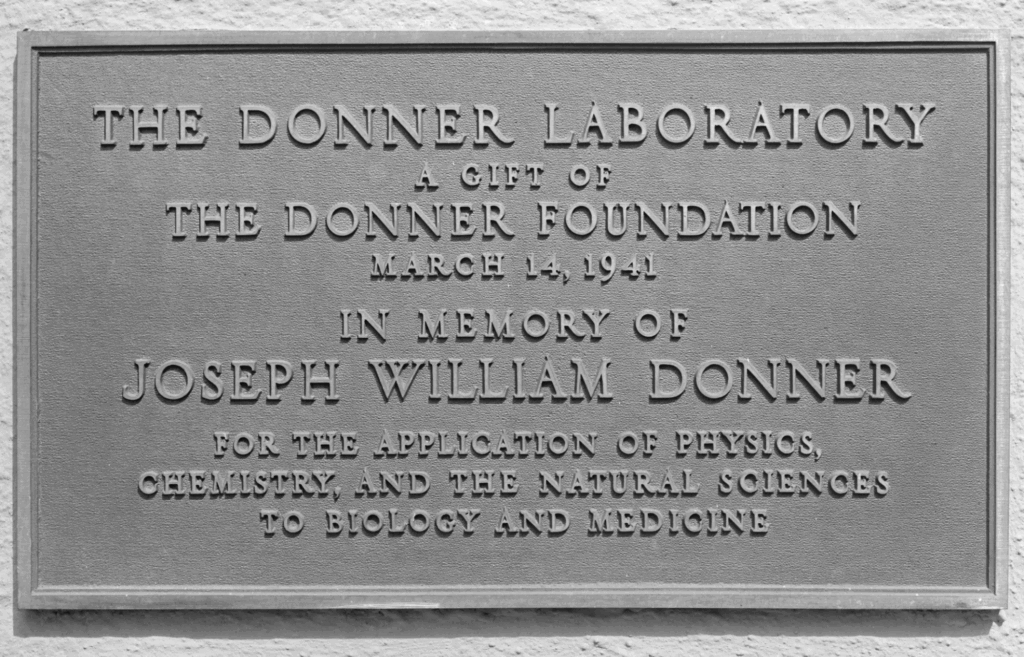 THE DONNER LABORATORY
A GIFT OF
THE DONNER FOUNDATION
MARCH 14, 1941
IN MEMORY OF
JOSEPH WILLIAM DONNER
FOR THE APPLICATION OF PHYSICS,
CHEMISTRY, AND THE NATURAL SCIENCES
TO BIOLOGY AND MEDICINE